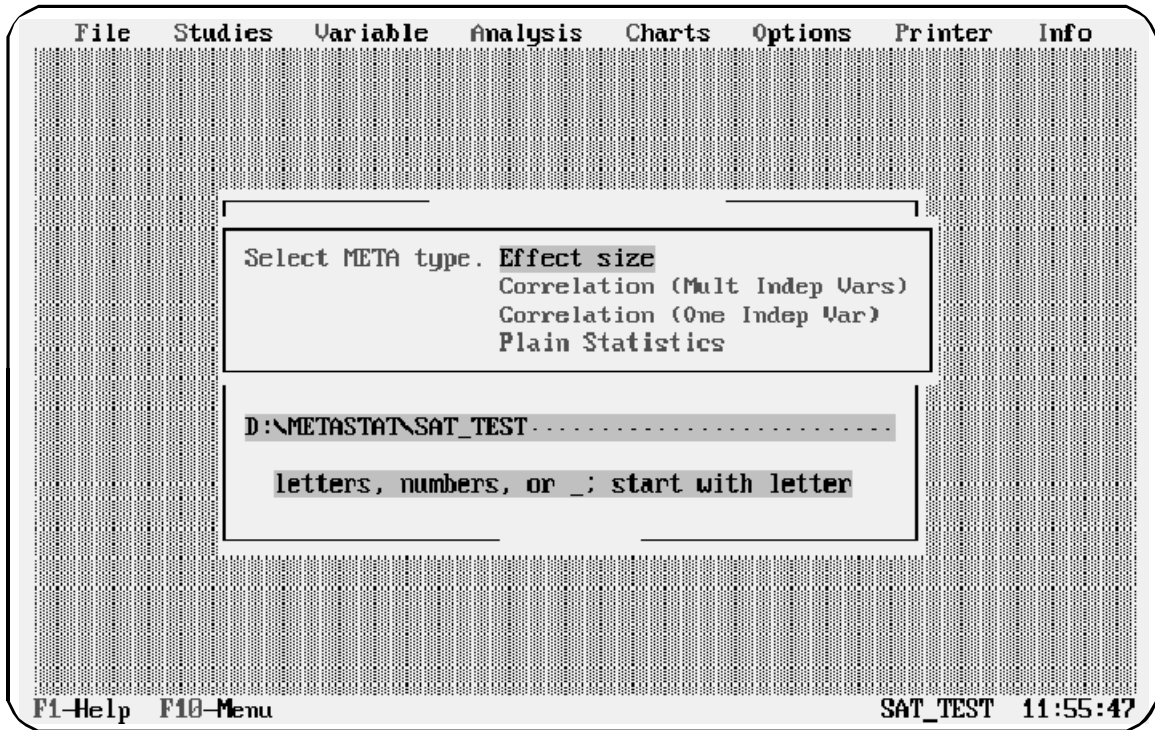 File Studies Variable Analysis Charts Options Printer Info
Select META type. Effect size
Correlation (Mult Indep Vars)
Correlation (One Indep Var)
Plain Statistics
D:\METASTAT\SAT_TEST..........................
letters, numbers, or _; start with letter
F1-Help F10-Menu SAT_TEST 11:55:47